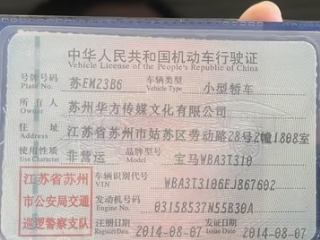 中华人民共和国机动车行驶证
Vehicle License of the People's Republic of China
号牌号码 苏EM23B6 车辆类型 小型轿车
Plate No. Vehicle Type
所有人 苏州华方传媒文化有限公司
Owner
住址 江苏省苏州市姑苏区劳动路28号2幢1808室
Address
使用性质 非营运 品牌型号 宝马WBA3T310
Use Character Model
江苏省苏州 车辆识别代号 WBA3T3106EJ867602
VIN
市公安局交通 发动机号码 03158537N55B30A
Engine No.
巡逻警察支队 注册日期 2014-08-07 发证日期 2014-08-07
Register Date Issue Date